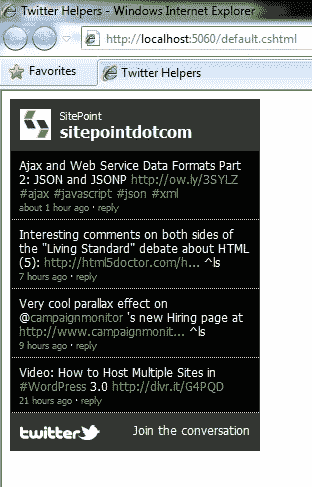 Twitter Helpers - Windows Internet Explorer
http://localhost:5060/default.cshtml
Favorites
Twitter Helpers
SitePoint
sitepointdotcom
Ajax and Web Service Data Formats Part
2: JSON and JSONP http://ow.ly/3SYLZ
#ajax #javascript #json #xml
about 1 hour ago · reply
Interesting comments on both sides of
the "Living Standard" debate about HTML
(5): http://html5doctor.com/h... ^ls
7 hours ago · reply
Very cool parallax effect on
@campaignmonitor 's new Hiring page at
http://www.campaignmonit... ^ls
9 hours ago · reply
Video: How to Host Multiple Sites in
#WordPress 3.0 http://dlvr.it/G4PQD
21 hours ago · reply
twitter
Join the conversation